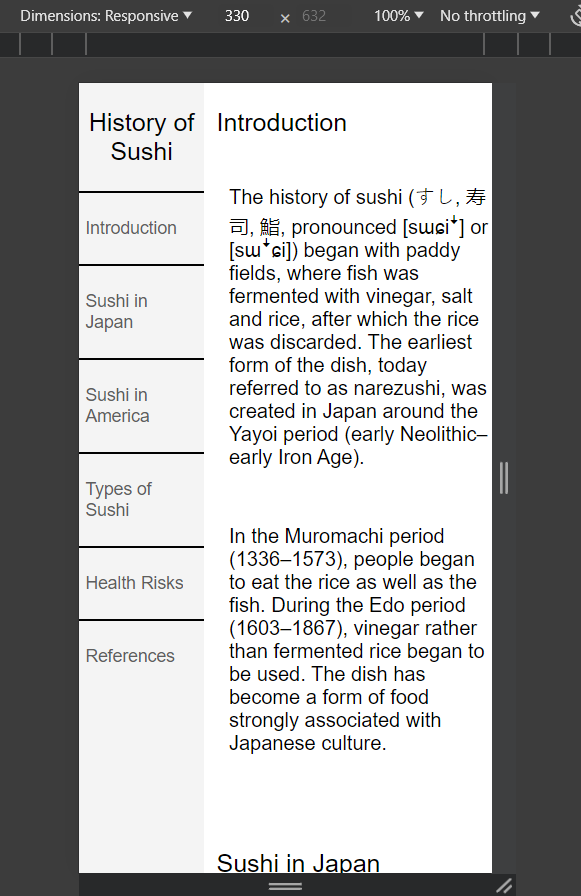 Dimensions: Responsive 330 × 632 100% No throttling
History of
Sushi
Introduction
Sushi in
Japan
Sushi in
America
Types of
Sushi
Health Risks
References
Introduction
The history of sushi (すし, 寿
司, 鮨, pronounced [sɯɕiꜜ] or
[sɯꜜɕi]) began with paddy
fields, where fish was
fermented with vinegar, salt
and rice, after which the rice
was discarded. The earliest
form of the dish, today
referred to as narezushi, was
created in Japan around the
Yayoi period (early Neolithic–
early Iron Age).
In the Muromachi period
(1336–1573), people began
to eat the rice as well as the
fish. During the Edo period
(1603–1867), vinegar rather
than fermented rice began to
be used. The dish has
become a form of food
strongly associated with
Japanese culture.
Sushi in Japan